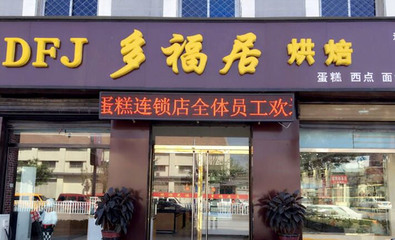 DFJ 多福居 烘焙
蛋糕 西点 面
蛋糕连锁店全体员工欢